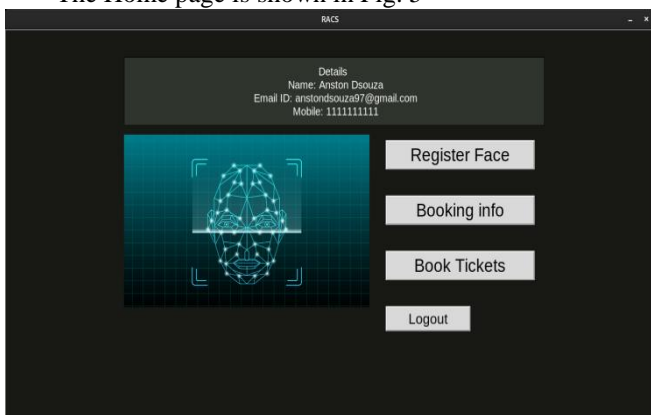 The Home page is shown in Fig. 3
RACS
Details
Name: Anston Dsouza
Email ID: anstondsouza97@gmail.com
Mobile: 1111111111
Register Face
Booking info
Book Tickets
Logout